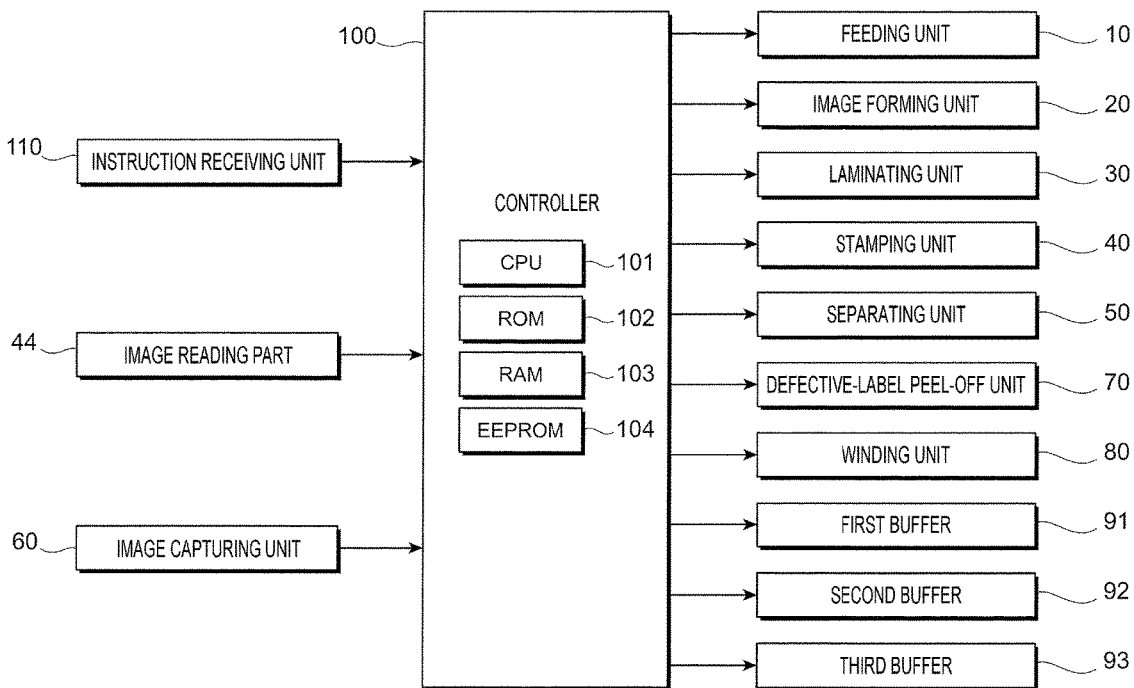 100
CONTROLLER
CPU 101
ROM 102
RAM 103
EEPROM 104
110 INSTRUCTION RECEIVING UNIT
44 IMAGE READING PART
60 IMAGE CAPTURING UNIT
FEEDING UNIT 10
IMAGE FORMING UNIT 20
LAMINATING UNIT 30
STAMPING UNIT 40
SEPARATING UNIT 50
DEFECTIVE-LABEL PEEL-OFF UNIT 70
WINDING UNIT 80
FIRST BUFFER 91
SECOND BUFFER 92
THIRD BUFFER 93